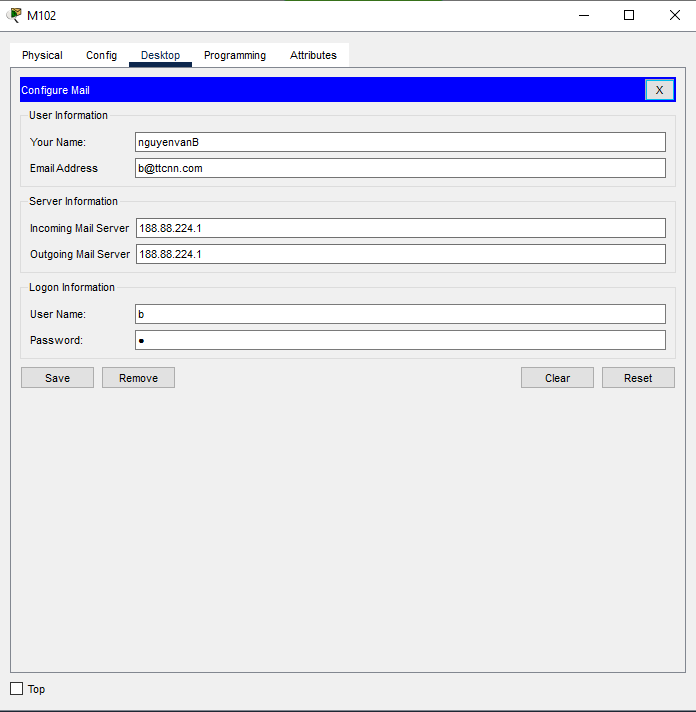 M102
Physical Config Desktop Programming Attributes
Configure Mail X
User Information
Your Name: nguyenvanB
Email Address b@ttcnn.com
Server Information
Incoming Mail Server 188.88.224.1
Outgoing Mail Server 188.88.224.1
Logon Information
User Name: b
Password: ●
Save Remove Clear Reset
Top